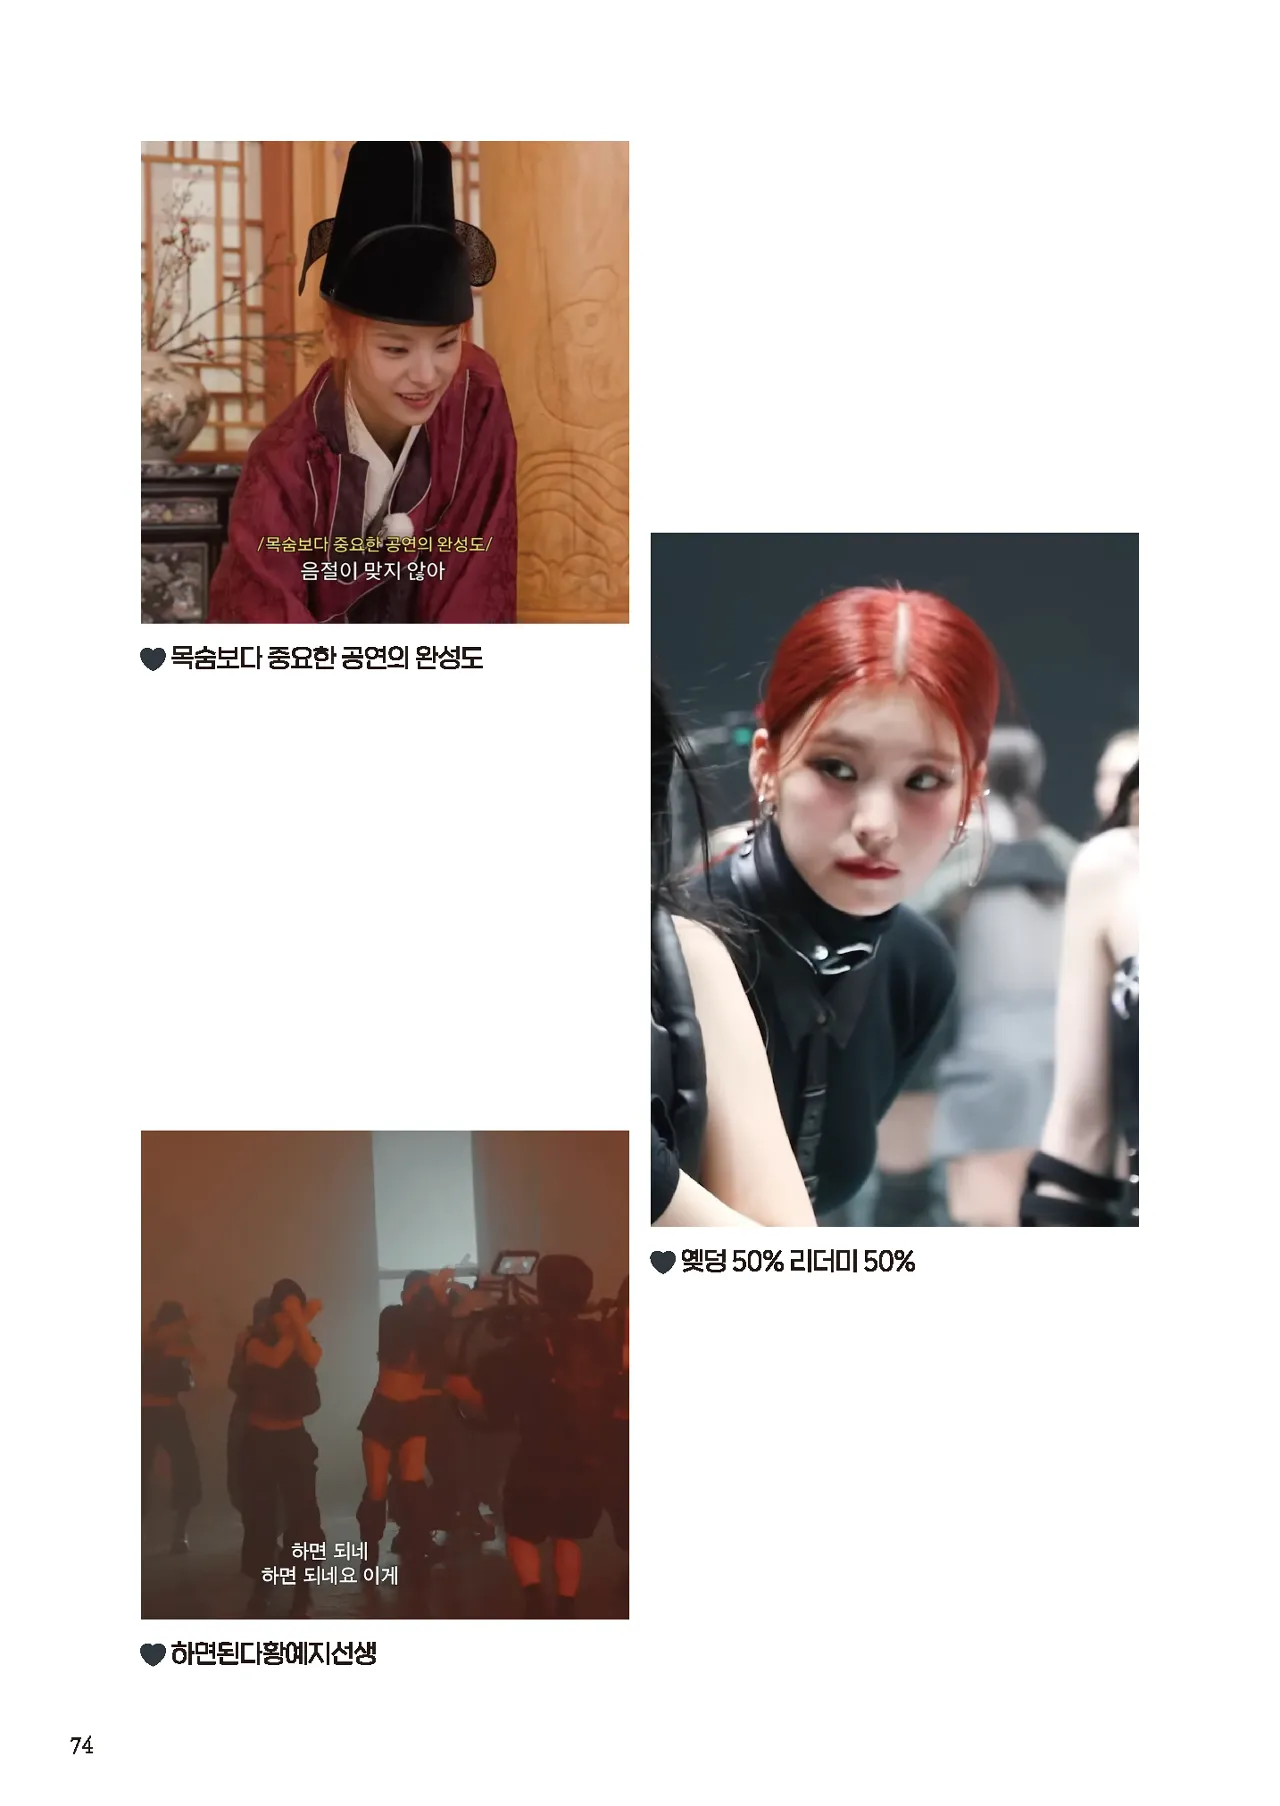 /목숨보다 중요한 공연의 완성도/
음절이 맞지 않아
목숨보다 중요한 공연의 완성도
옢덩 50% 리더미 50%
하면 되네
하면 되네요 이게
하면된다황예지선생
74